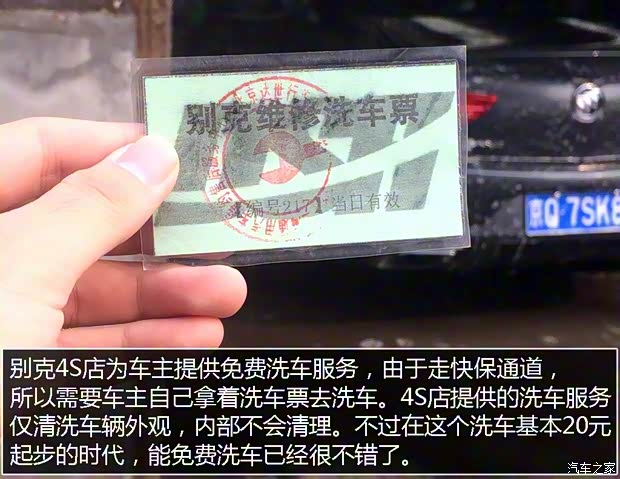 别克维修洗车票
编号2171 当日有效
京Q 7SK8
别克4S店为车主提供免费洗车服务，由于走快保通道，
所以需要车主自己拿着洗车票去洗车。4S店提供的洗车服务
仅清洗车辆外观，内部不会清理。不过在这个洗车基本20元
起步的时代，能免费洗车已经很不错了。
汽车之家